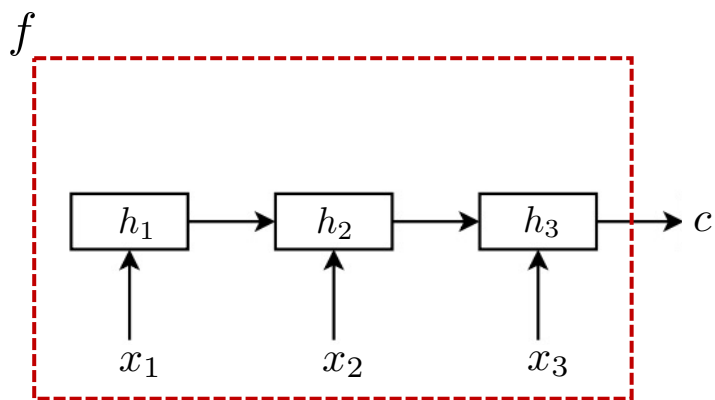 f
h₁ h₂ h₃ c
x₁ x₂ x₃